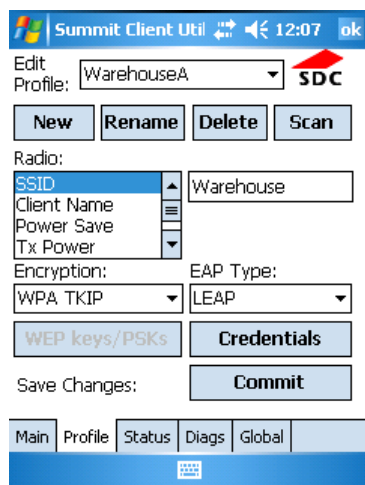 Summit Client Util 12:07 ok
Edit
Profile: WarehouseA SDC
New Rename Delete Scan
Radio:
SSID Warehouse
Client Name
Power Save
Tx Power
Encryption: EAP Type:
WPA TKIP LEAP
WEP keys/PSKs Credentials
Save Changes: Commit
Main Profile Status Diags Global